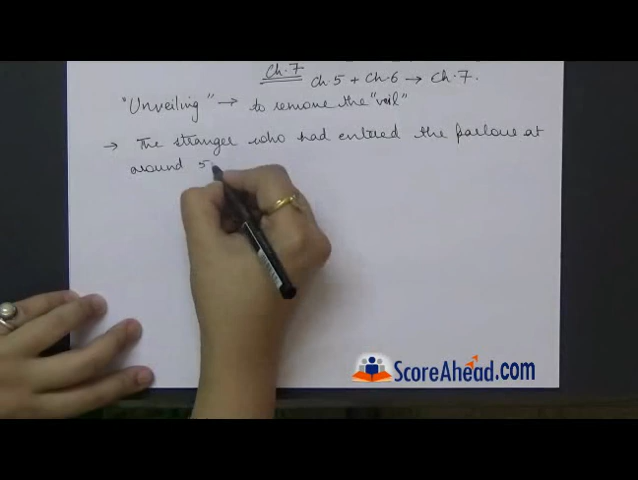 Ch.7
Ch.5 + Ch.6 → Ch.7.
"Unveiling" → to remove the "veil"
→ The stranger who had entered the parlour at
around 5
ScoreAhead.com